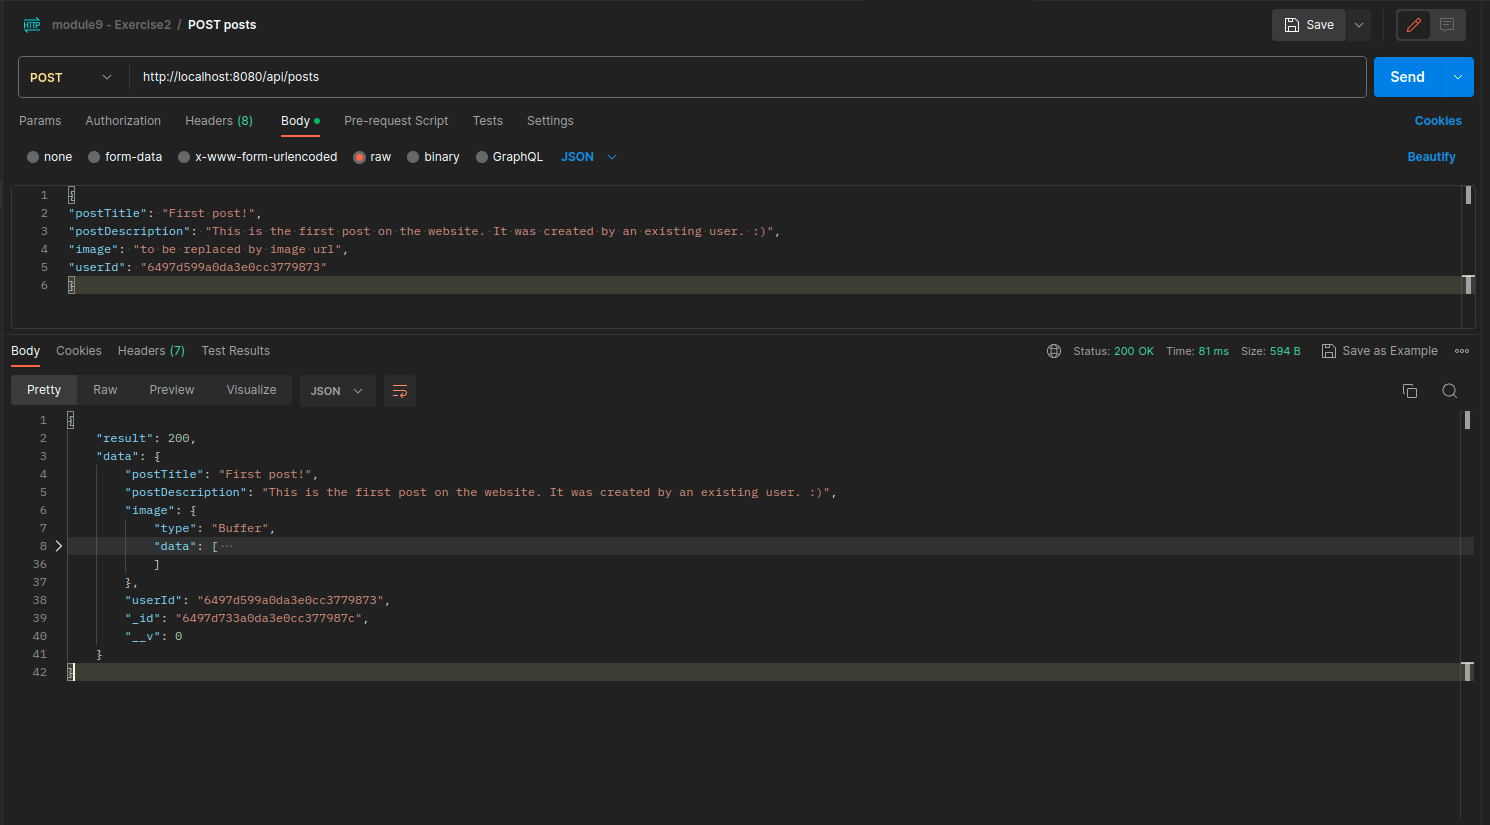 HTTP module9 - Exercise2 / POST posts Save
POST http://localhost:8080/api/posts Send
Params Authorization Headers (8) Body Pre-request Script Tests Settings Cookies
none form-data x-www-form-urlencoded raw binary GraphQL JSON Beautify
1 {
2 "postTitle": "First post!",
3 "postDescription": "This is the first post on the website. It was created by an existing user. :)",
4 "image": "to be replaced by image url",
5 "userId": "6497d599a0da3e0cc3779873"
6 }
Body Cookies Headers (7) Test Results Status: 200 OK Time: 81 ms Size: 594 B Save as Example
Pretty Raw Preview Visualize JSON
1 {
2 "result": 200,
3 "data": {
4 "postTitle": "First post!",
5 "postDescription": "This is the first post on the website. It was created by an existing user. :)",
6 "image": {
7 "type": "Buffer",
8 "data": [···
36 ]
37 },
38 "userId": "6497d599a0da3e0cc3779873",
39 "_id": "6497d733a0da3e0cc377987c",
40 "__v": 0
41 }
42 }